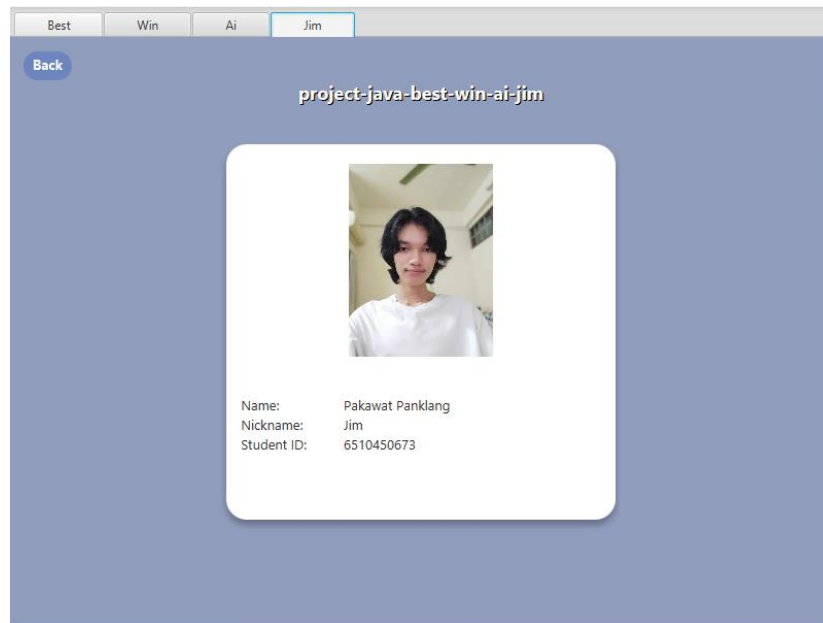 Best Win Ai Jim
Back
project-java-best-win-ai-jim
Name: Pakawat Panklang
Nickname: Jim
Student ID: 6510450673